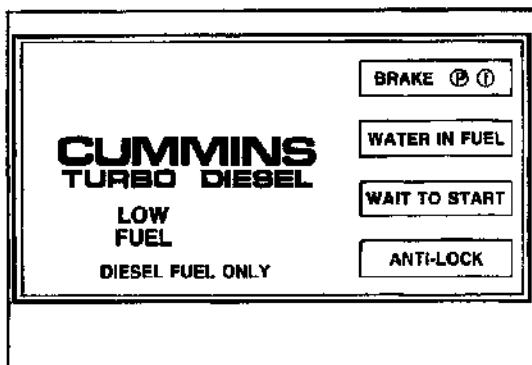 BRAKE Ⓟ ⓘ
WATER IN FUEL
CUMMINS
TURBO DIESEL
WAIT TO START
LOW
FUEL
ANTI-LOCK
DIESEL FUEL ONLY